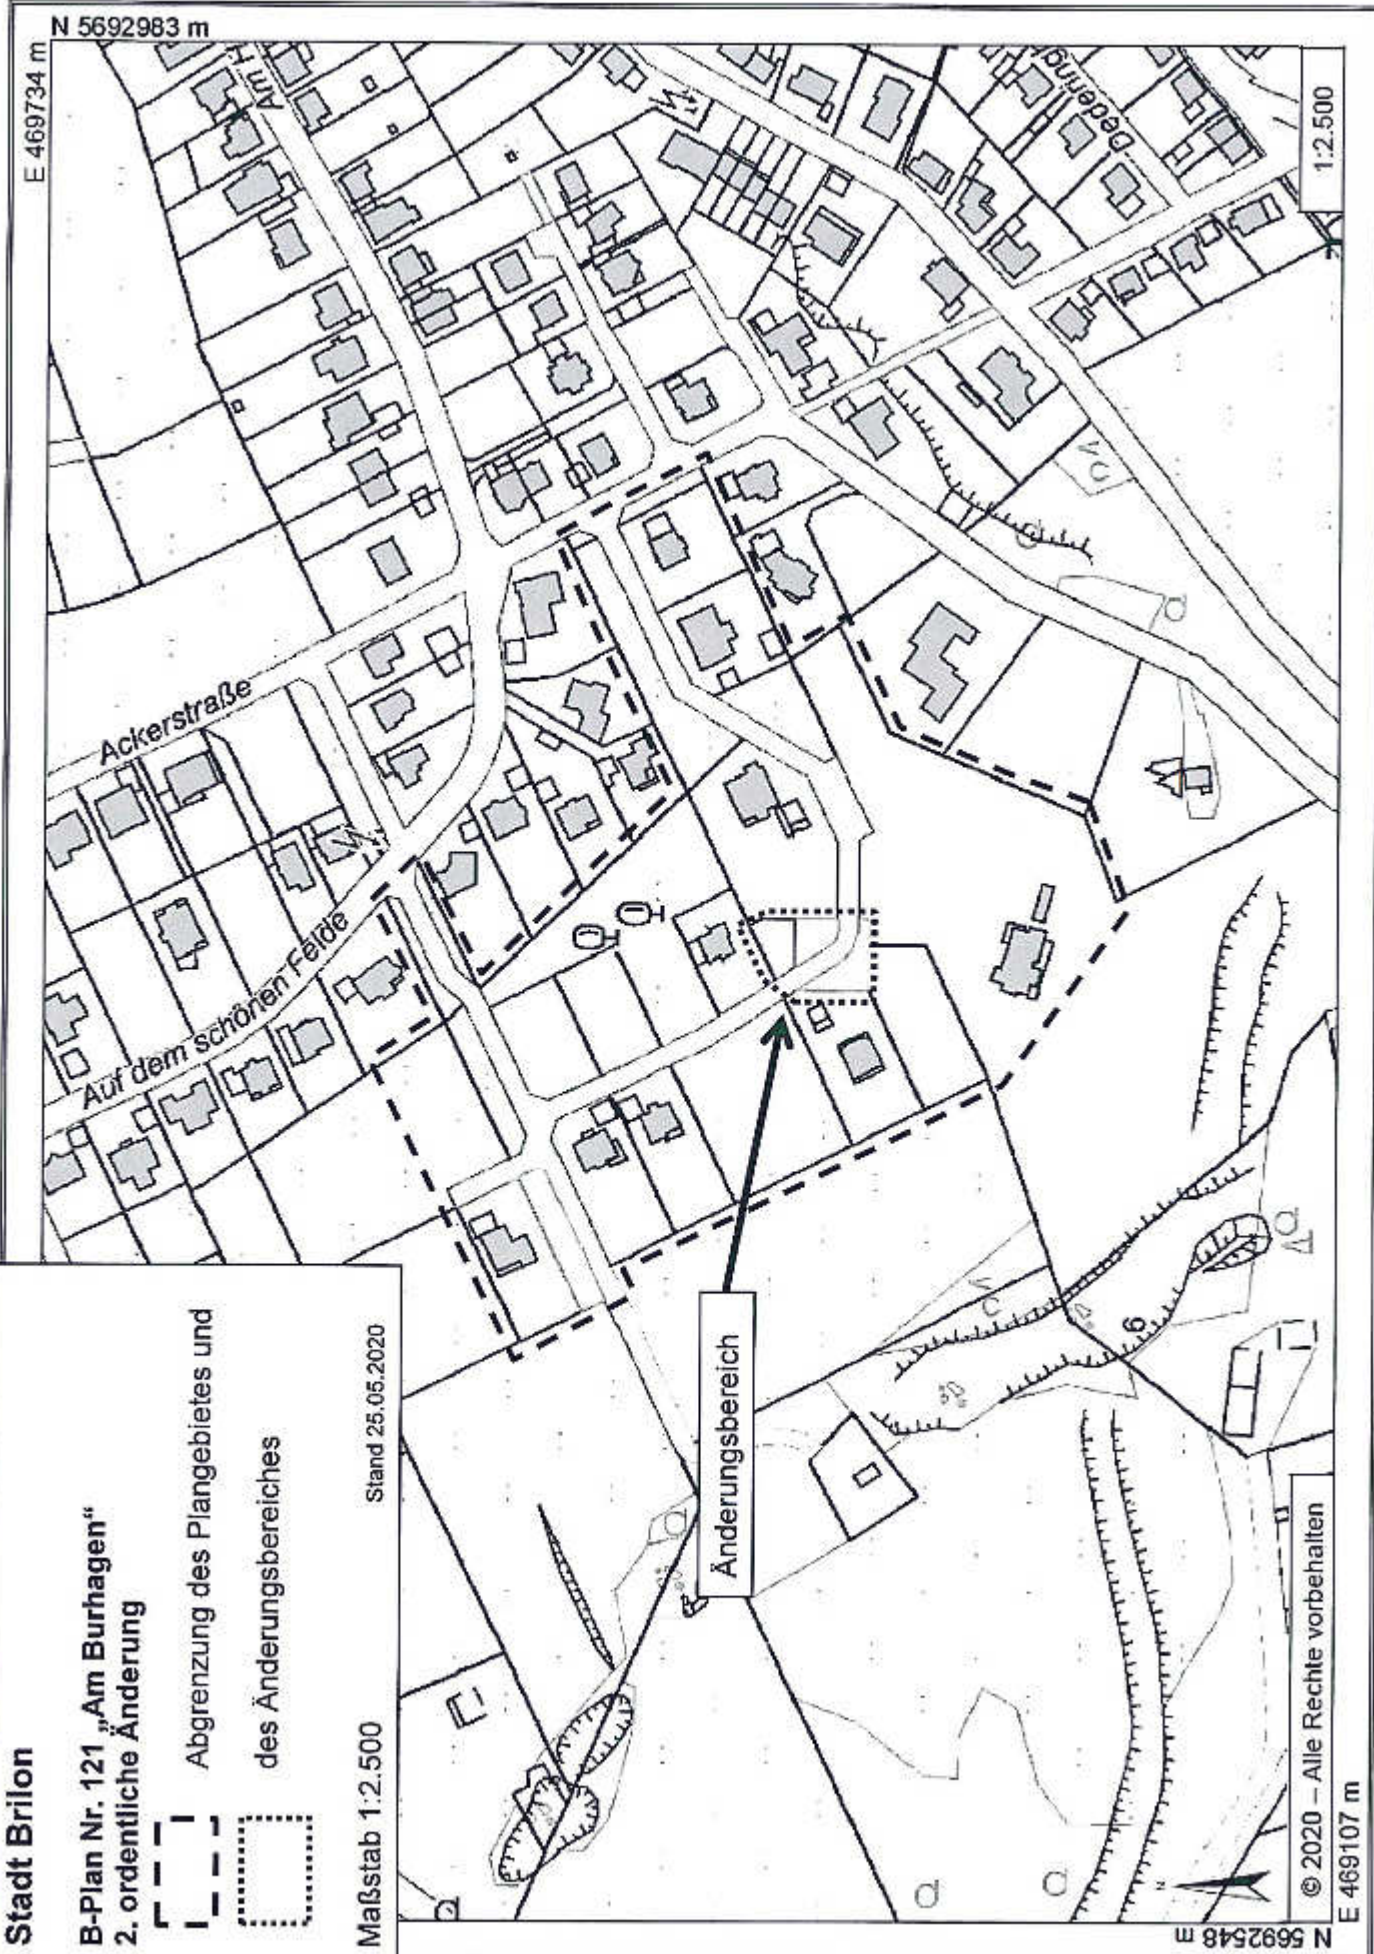 Stadt Brilon
B-Plan Nr. 121 „Am Burhagen“
2. ordentliche Änderung
Abgrenzung des Plangebietes und
des Änderungsbereiches
Maßstab 1:2.500
Stand 25.05.2020
E 469734 m
N 5692983 m
Auf dem schönen Felde
Ackerstraße
Am
Änderungsbereich
N 5692548 m
E 469107 m
© 2020 – Alle Rechte vorbehalten
1:2.500